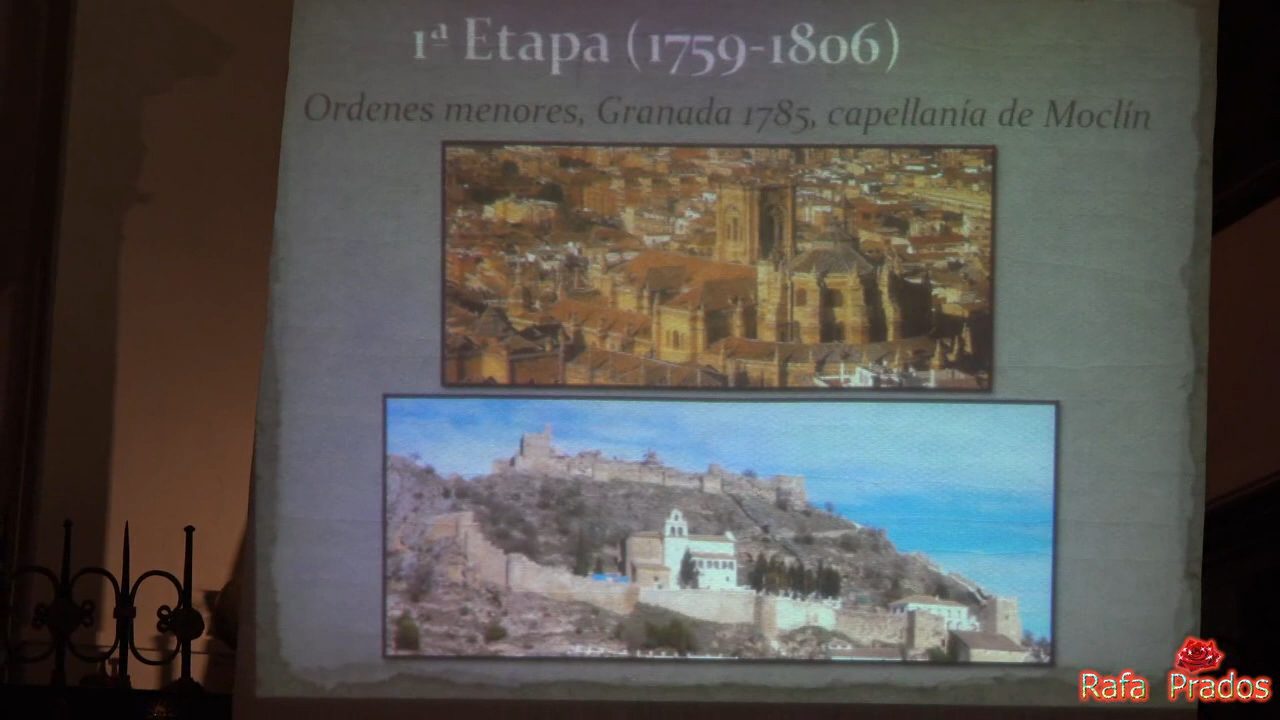 1ª Etapa (1759-1806)
Ordenes menores, Granada 1785, capellanía de Moclín
Rafa Prados